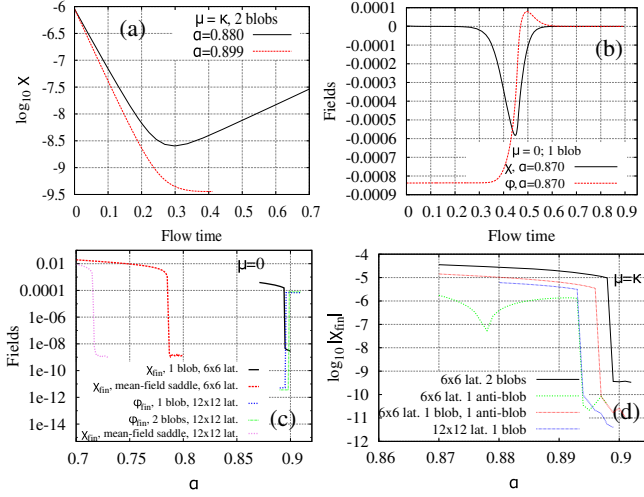 (a)
μ = κ, 2 blobs
α=0.880
α=0.899
log10 X
-6
-6.5
-7
-7.5
-8
-8.5
-9
-9.5
0 0.1 0.2 0.3 0.4 0.5 0.6 0.7
Flow time
(b)
0.0001
0
-0.0001
-0.0002
-0.0003
-0.0004
-0.0005
-0.0006
-0.0007
-0.0008
-0.0009
Fields
μ = 0; 1 blob
χ, α=0.870
φ, α=0.870
0 0.1 0.2 0.3 0.4 0.5 0.6 0.7 0.8 0.9
Flow time
μ=0
0.01
0.0001
1e-06
1e-08
1e-10
1e-12
1e-14
Fields
χfin, 1 blob, 6x6 lat.
χfin, mean-field saddle, 6x6 lat.
φfin, 1 blob, 12x12 lat.
φfin, 2 blobs, 12x12 lat.
χfin, mean-field saddle, 12x12 lat.
(c)
0.7 0.75 0.8 0.85 0.9
α
μ=κ
-4
-5
-6
-7
-8
-9
-10
-11
-12
log10 |χfin|
6x6 lat. 2 blobs
6x6 lat. 1 anti-blob
6x6 lat. 1 blob, 1 anti-blob
12x12 lat. 1 blob
(d)
0.86 0.87 0.88 0.89 0.9
α